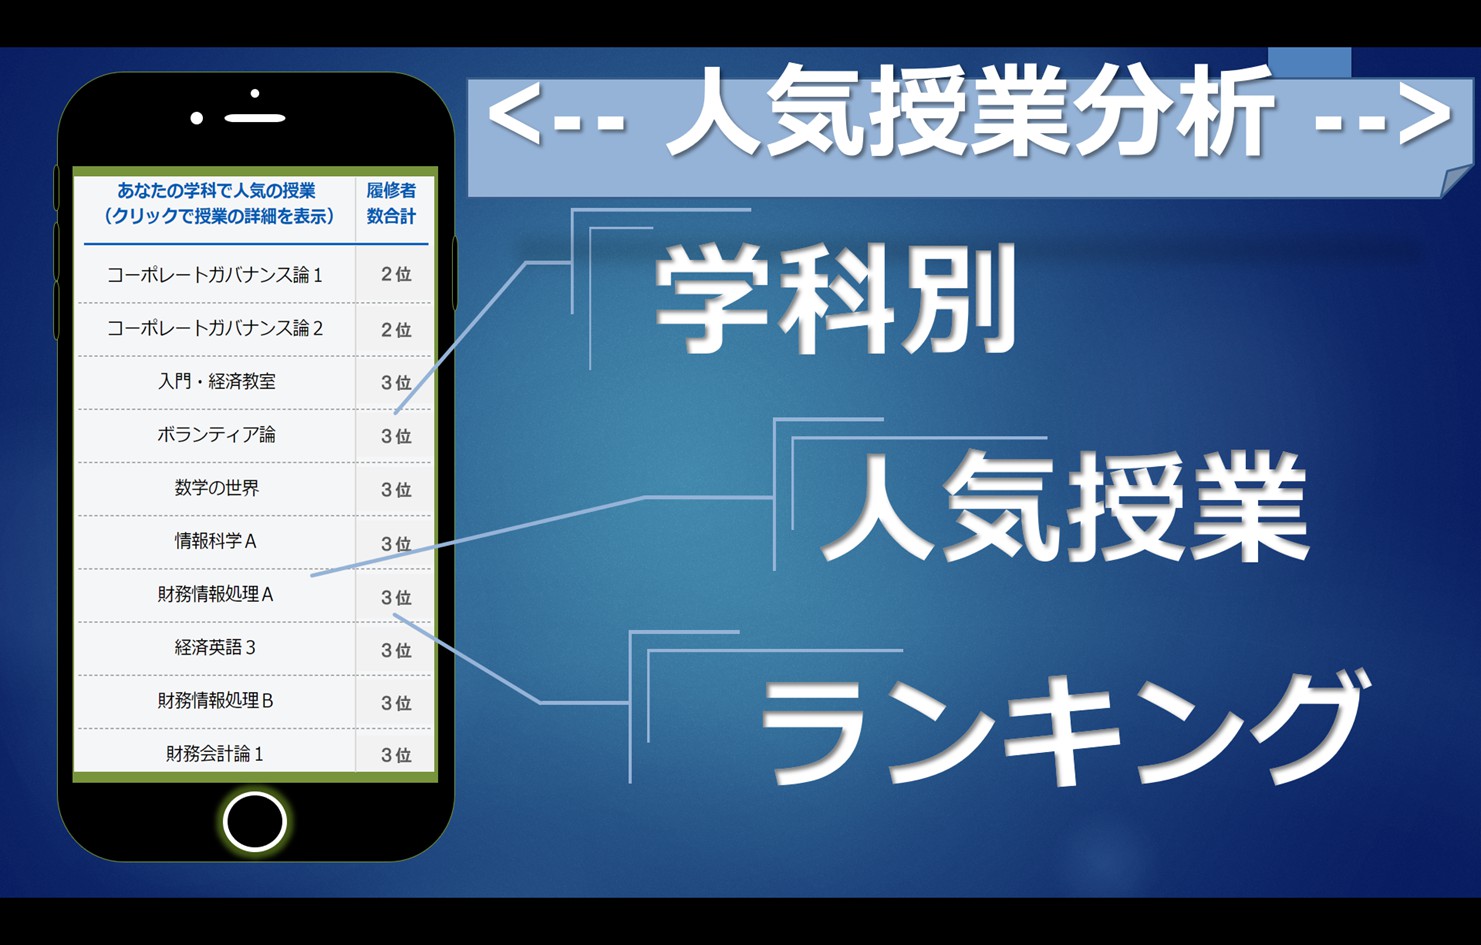 <-- 人気授業分析 -->
あなたの学科で人気の授業
（クリックで授業の詳細を表示）
履修者
数合計
コーポレートガバナンス論１ 2位
コーポレートガバナンス論２ 2位
入門・経済教室 3位
ボランティア論 3位
数学の世界 3位
情報科学Ａ 3位
財務情報処理Ａ 3位
経済英語３ 3位
財務情報処理Ｂ 3位
財務会計論１ 3位
学科別
人気授業
ランキング